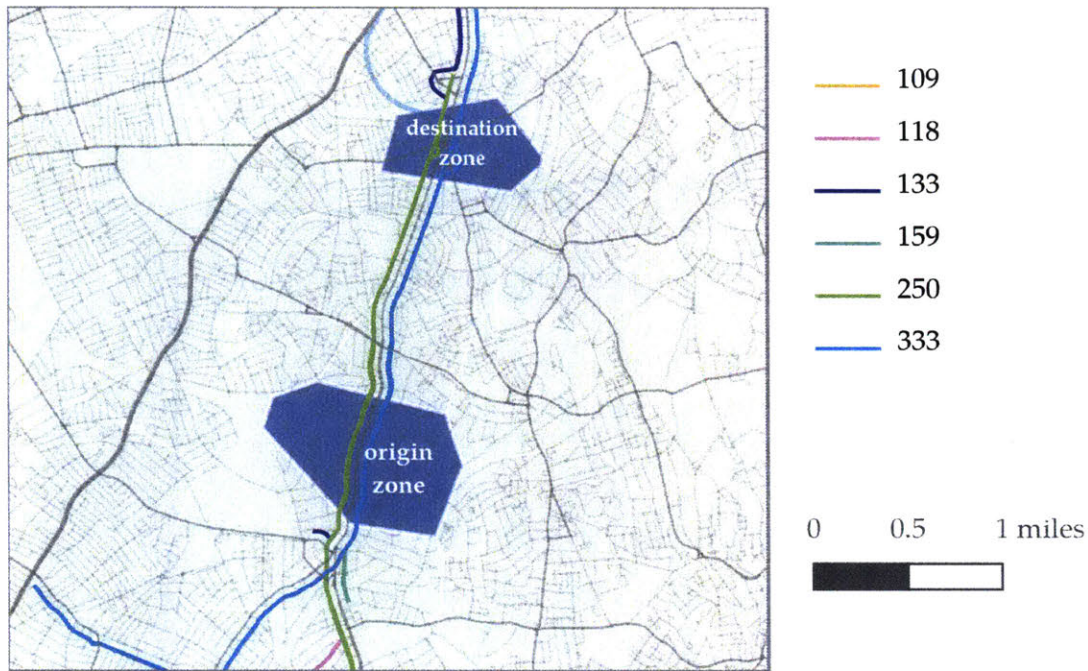 destination
zone
origin
zone
109
118
133
159
250
333
0 0.5 1 miles